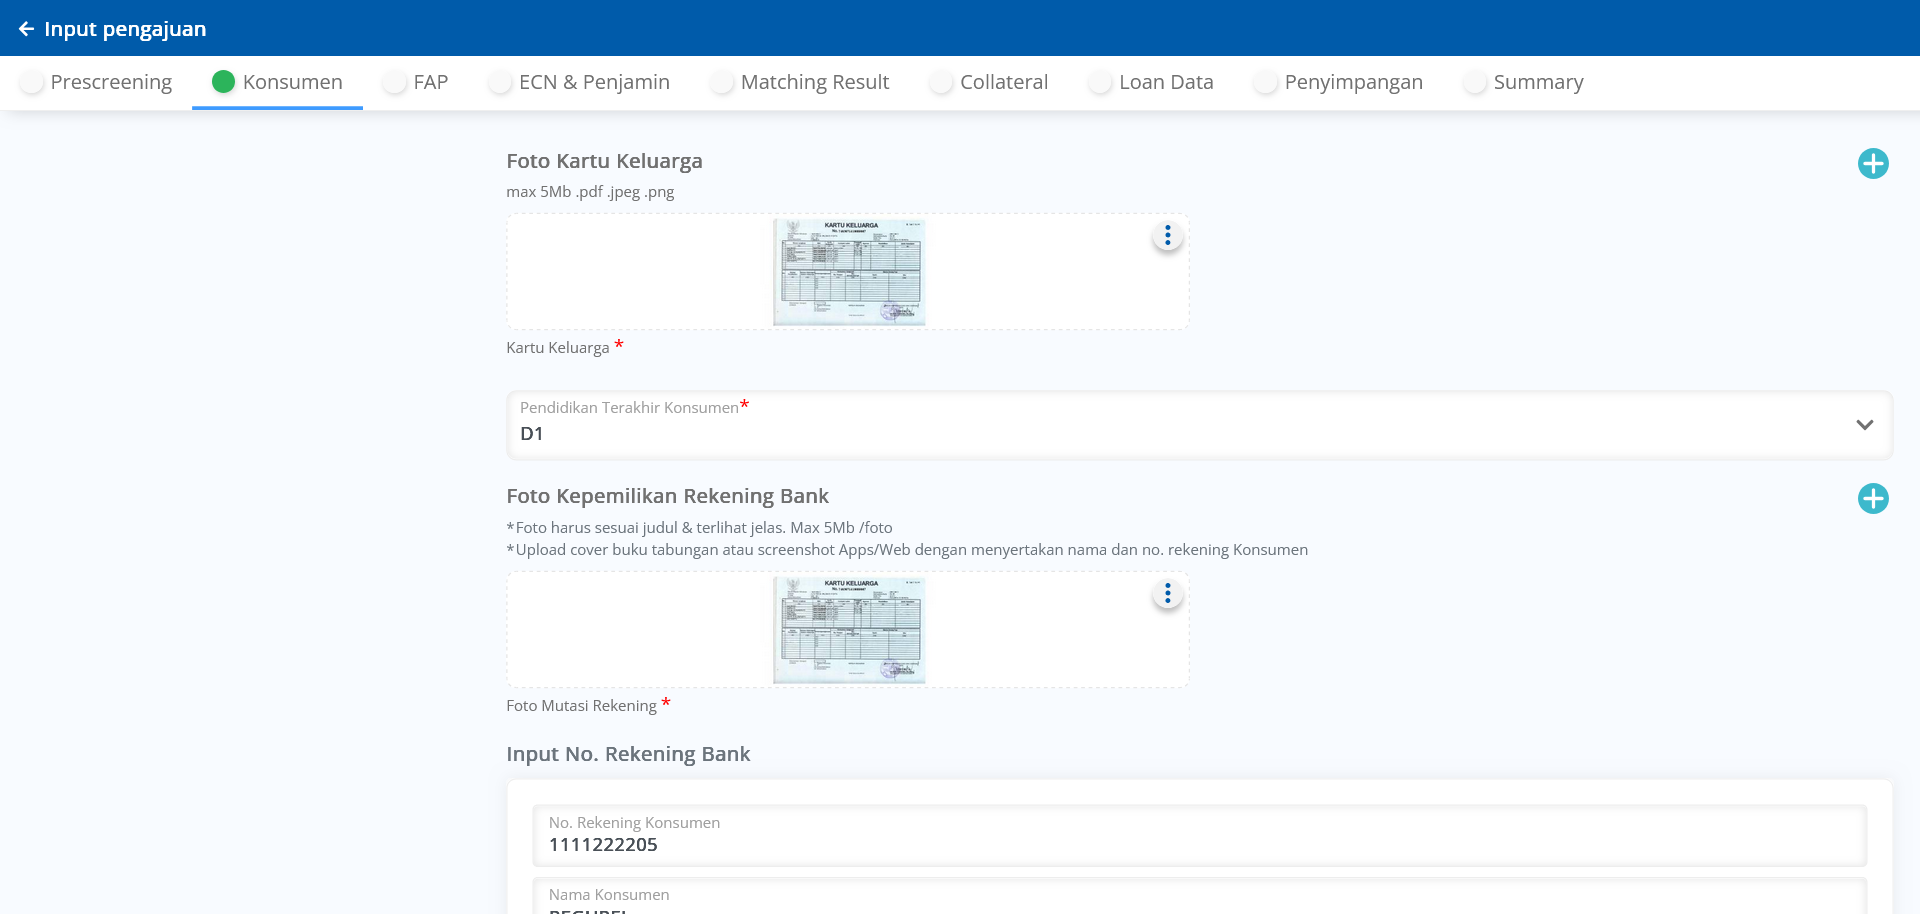 Input pengajuan
Prescreening
Konsumen
FAP
ECN & Penjamin
Matching Result
Collateral
Loan Data
Penyimpangan
Summary
Foto Kartu Keluarga
max 5Mb .pdf .jpeg .png
KARTU KELUARGA
Kartu Keluarga *
Pendidikan Terakhir Konsumen*
D1
Foto Kepemilikan Rekening Bank
*Foto harus sesuai judul & terlihat jelas. Max 5Mb /foto
*Upload cover buku tabungan atau screenshot Apps/Web dengan menyertakan nama dan no. rekening Konsumen
KARTU KELUARGA
Foto Mutasi Rekening *
Input No. Rekening Bank
No. Rekening Konsumen
1111222205
Nama Konsumen